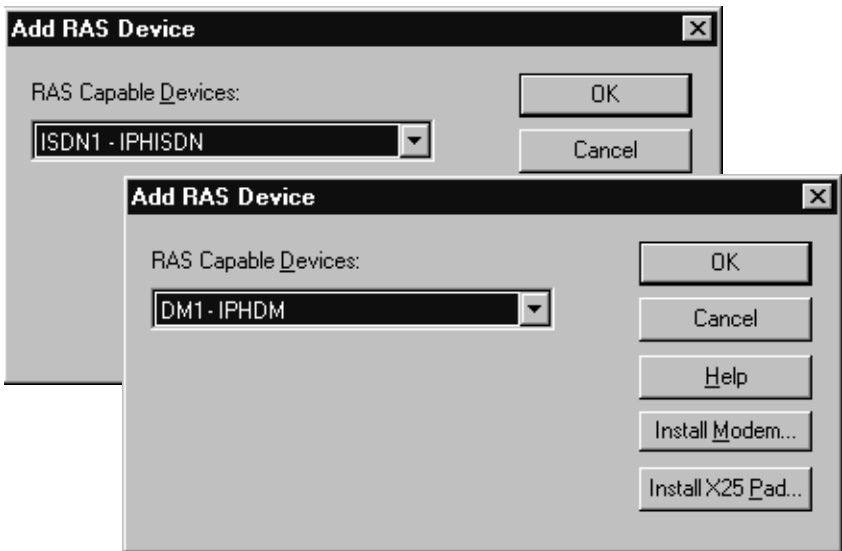 Add RAS Device
RAS Capable Devices:
ISDN1 - IPHISDN
OK
Cancel
Add RAS Device
RAS Capable Devices:
DM1 - IPHDM
OK
Cancel
Help
Install Modem...
Install X25 Pad...